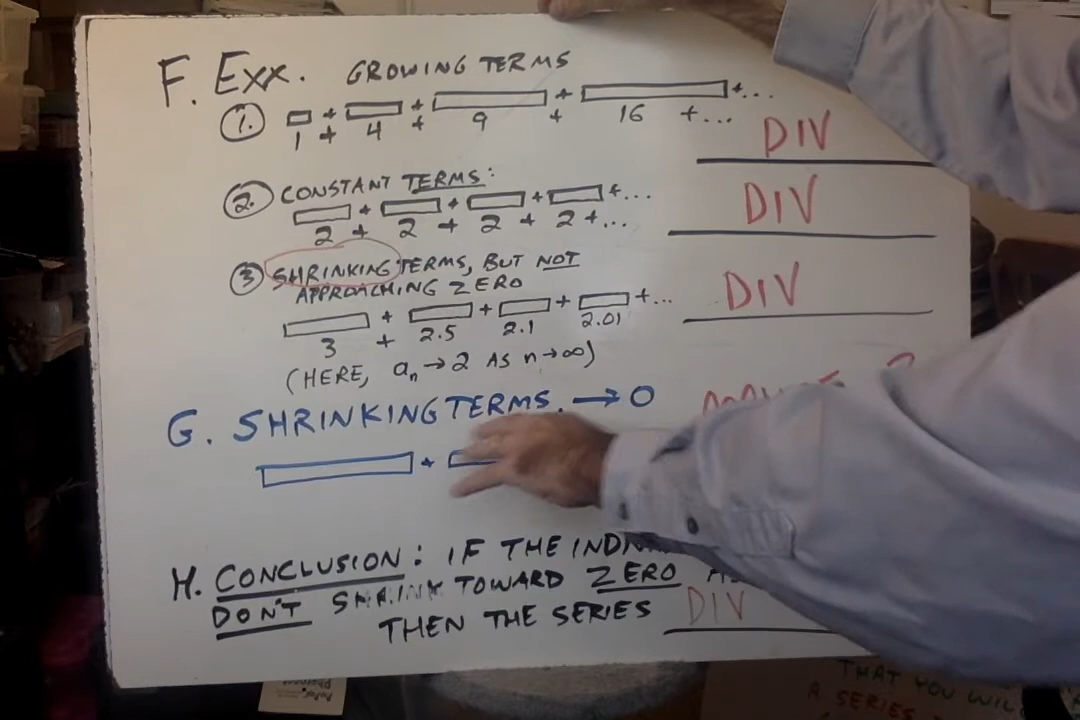 F. EXX. GROWING TERMS
① ▭ + ▭ + ▭ + ▭ +...
1 + 4 + 9 + 16 +... DIV
② CONSTANT TERMS:
▭ + ▭ + ▭ + ▭ +...
2 + 2 + 2 + 2 +... DIV
③ SHRINKING TERMS, BUT NOT
APPROACHING ZERO
▭ + ▭ + ▭ + ▭ +... DIV
3 + 2.5 2.1 2.01
(HERE, aₙ → 2 AS n → ∞)
G. SHRINKING TERMS. → 0
▭ + ▭
H. CONCLUSION: IF THE
DON'T SHRINK TOWARD ZERO
THEN THE SERIES DIV
THAT YOU WILL
A SERIES